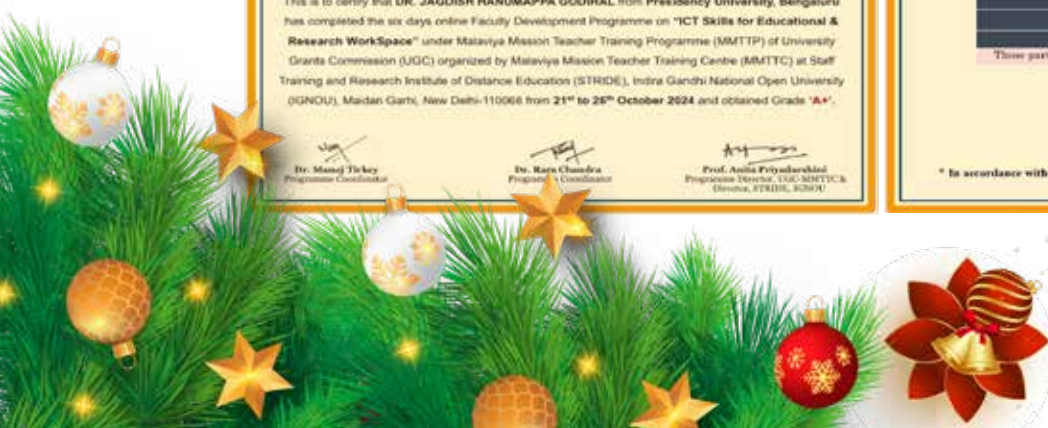 This is to certify that DR. JAGDISH HANUMAPPA GODIHAL from Presidency University, Bengaluru
has completed the six days online Faculty Development Programme on "ICT Skills for Educational &
Research WorkSpace" under Malaviya Mission Teacher Training Programme (MMTTP) of University
Grants Commission (UGC) organized by Malaviya Mission Teacher Training Centre (MMTTC) at Staff
Training and Research Institute of Distance Education (STRIDE), Indira Gandhi National Open University
(IGNOU), Maidan Garhi, New Delhi-110068 from 21st to 26th October 2024 and obtained Grade 'A+'.
Dr. Manoj Tirkey
Programme Coordinator
Dr. Rara Chandra
Programme Coordinator
Prof. Anita Priyadarshini
Programme Director, UGC-MMTTC &
Director, STRIDE, IGNOU
Those part
* In accordance with